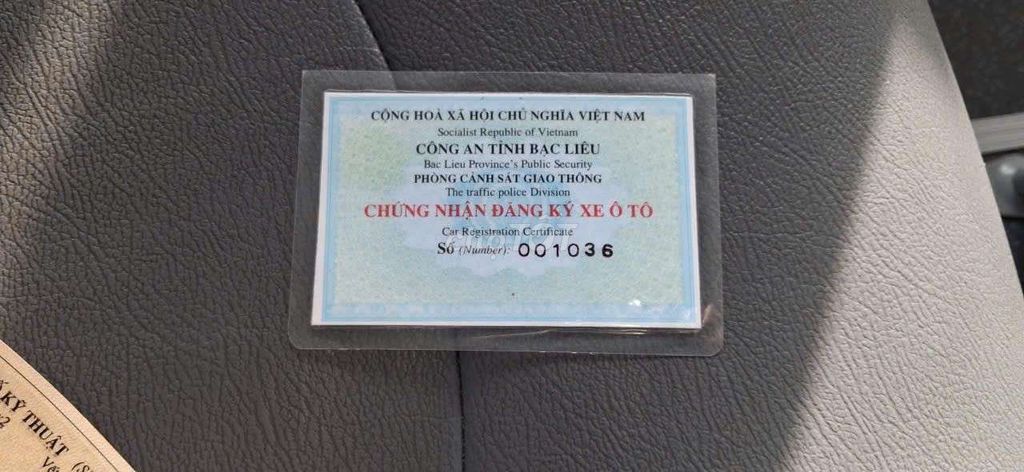 CỘNG HOÀ XÃ HỘI CHỦ NGHĨA VIỆT NAM
Socialist Republic of Vietnam
CÔNG AN TỈNH BẠC LIÊU
Bac Lieu Province's Public Security
PHÒNG CẢNH SÁT GIAO THÔNG
The traffic police Division
CHỨNG NHẬN ĐĂNG KÝ XE Ô TÔ
Car Registration Certificate
Số (Number): 001036
KỸ THUẬT